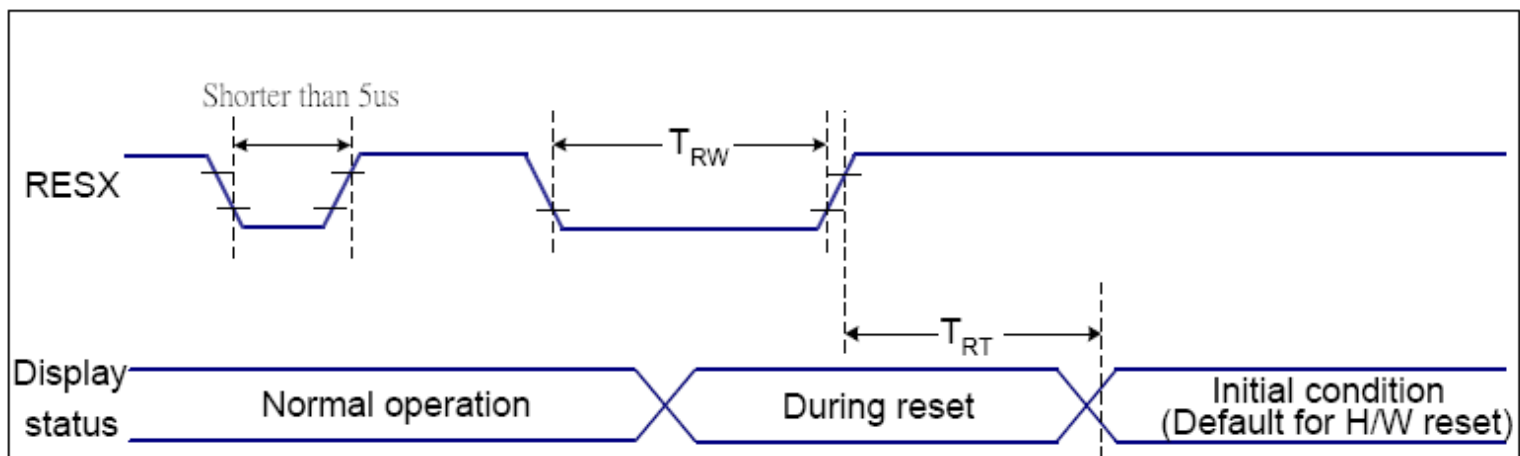 Shorter than 5us
RESX
TRW
TRT
Display
status
Normal operation
During reset
Initial condition
(Default for H/W reset)